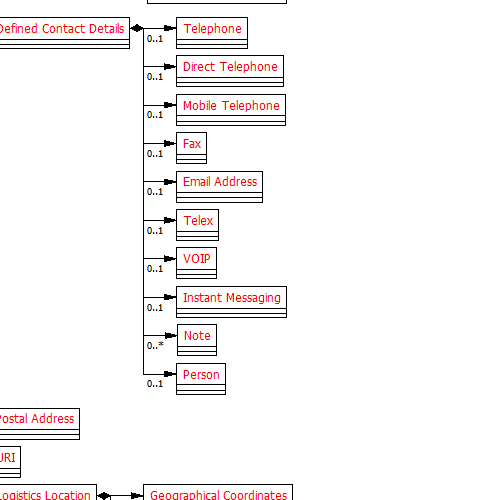 Defined Contact Details
Telephone
0..1
Direct Telephone
0..1
Mobile Telephone
0..1
Fax
0..1
Email Address
0..1
Telex
0..1
VOIP
0..1
Instant Messaging
0..1
Note
0..*
Person
0..1
Postal Address
URI
Logistics Location
Geographical Coordinates